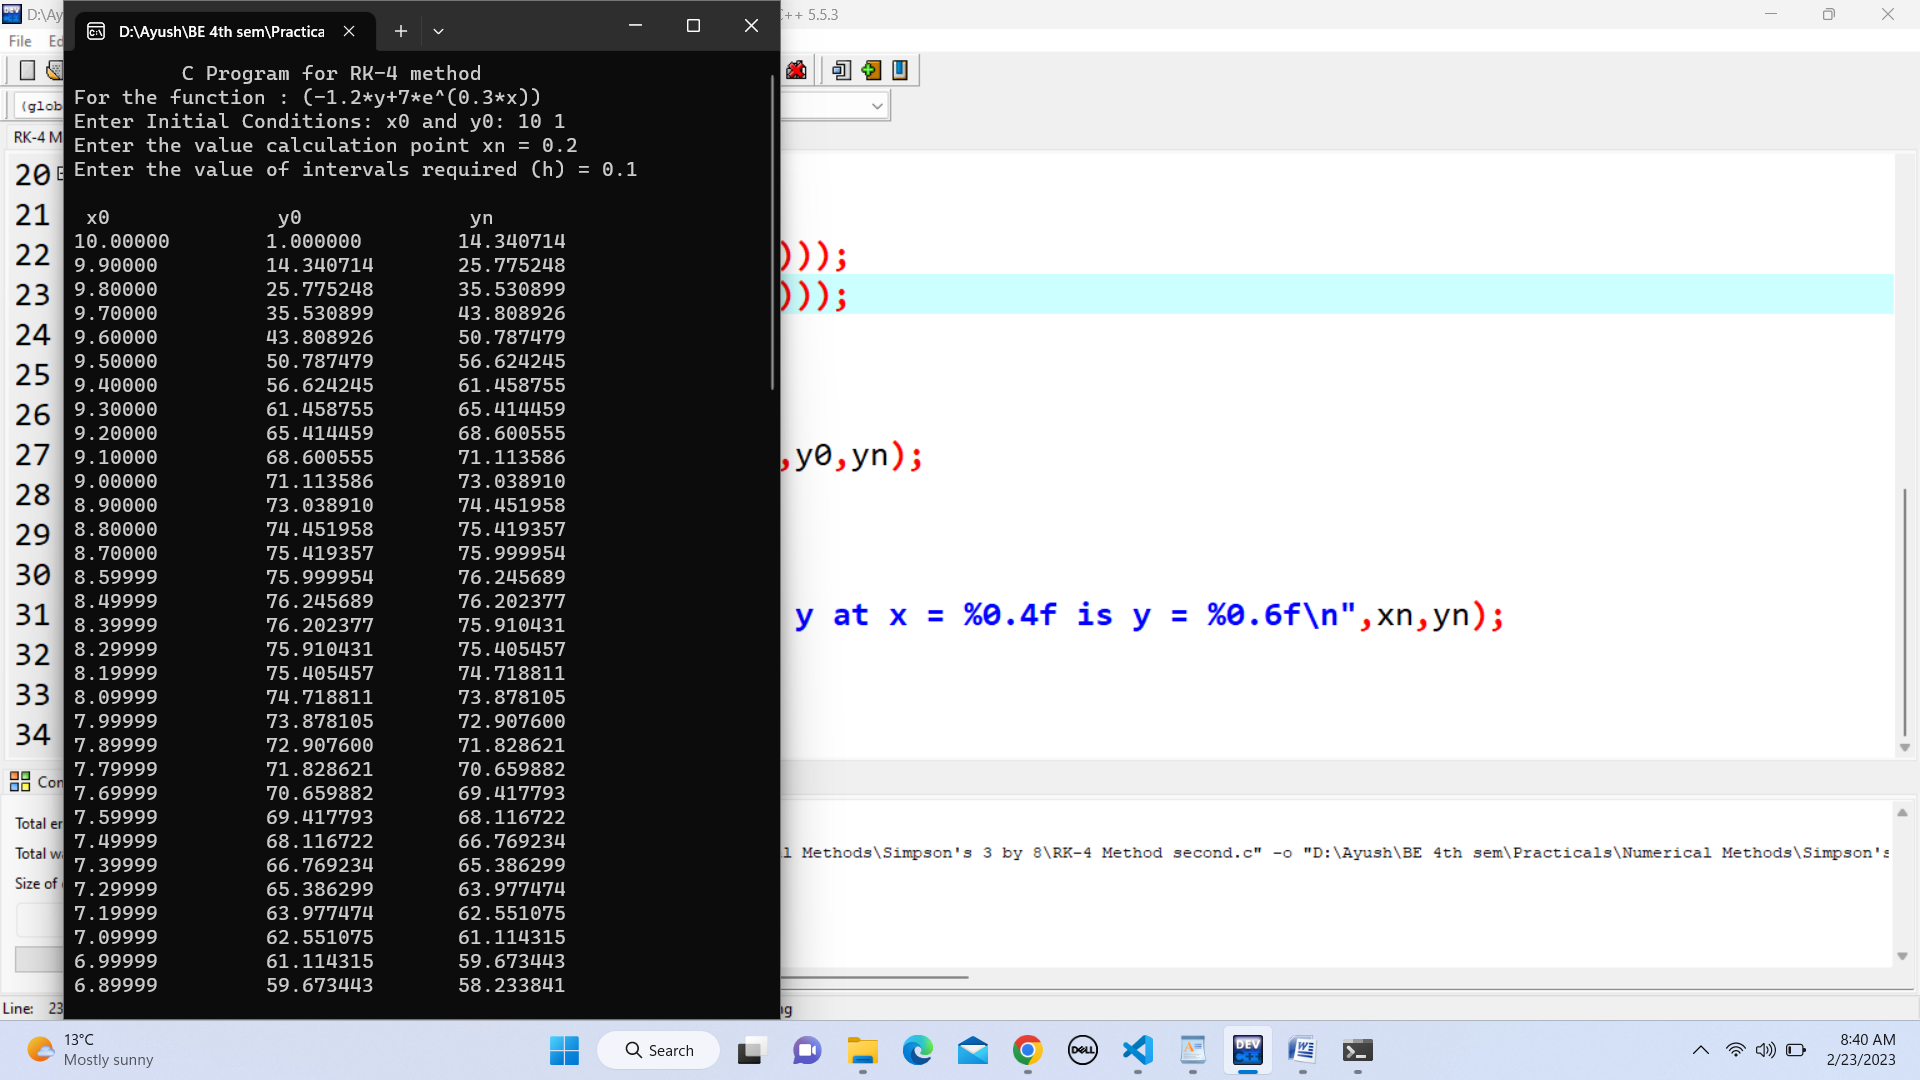 D:\Ay
++ 5.5.3
D:\Ayush\BE 4th sem\Practica
File
Ed
C Program for RK-4 method
For the function : (-1.2*y+7*e^(0.3*x))
(glob
Enter Initial Conditions: x0 and y0: 10 1
RK-4 M
Enter the value calculation point xn = 0.2
Enter the value of intervals required (h) = 0.1
x0 y0 yn
10.00000 1.000000 14.340714
9.90000 14.340714 25.775248
9.80000 25.775248 35.530899
9.70000 35.530899 43.808926
9.60000 43.808926 50.787479
9.50000 50.787479 56.624245
9.40000 56.624245 61.458755
9.30000 61.458755 65.414459
9.20000 65.414459 68.600555
9.10000 68.600555 71.113586
9.00000 71.113586 73.038910
8.90000 73.038910 74.451958
8.80000 74.451958 75.419357
8.70000 75.419357 75.999954
8.59999 75.999954 76.245689
8.49999 76.245689 76.202377
8.39999 76.202377 75.910431
8.29999 75.910431 75.405457
8.19999 75.405457 74.718811
8.09999 74.718811 73.878105
7.99999 73.878105 72.907600
7.89999 72.907600 71.828621
7.79999 71.828621 70.659882
7.69999 70.659882 69.417793
7.59999 69.417793 68.116722
7.49999 68.116722 66.769234
7.39999 66.769234 65.386299
7.29999 65.386299 63.977474
7.19999 63.977474 62.551075
7.09999 62.551075 61.114315
6.99999 61.114315 59.673443
6.89999 59.673443 58.233841
20
21
22 )));
23 )));
24
25
26
27 ,y0,yn);
28
29
30
31 y at x = %0.4f is y = %0.6f\n",xn,yn);
32
33
34
Con
Total er
Total wa
Size of
l Methods\Simpson's 3 by 8\RK-4 Method second.c" -o "D:\Ayush\BE 4th sem\Practicals\Numerical Methods\Simpson's
Line: 23
ng
13°C
Mostly sunny
Search
DELL
DEV
C++
8:40 AM
2/23/2023